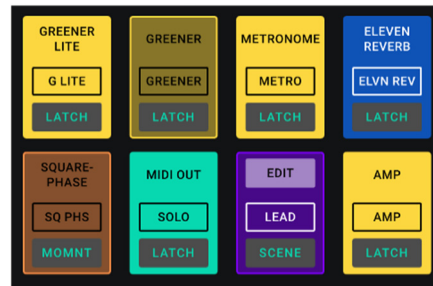 GREENER
LITE
G LITE
LATCH
GREENER
GREENER
LATCH
METRONOME
METRO
LATCH
ELEVEN
REVERB
ELVN REV
LATCH
SQUARE-
PHASE
SQ PHS
MOMNT
MIDI OUT
SOLO
LATCH
EDIT
LEAD
SCENE
AMP
AMP
LATCH